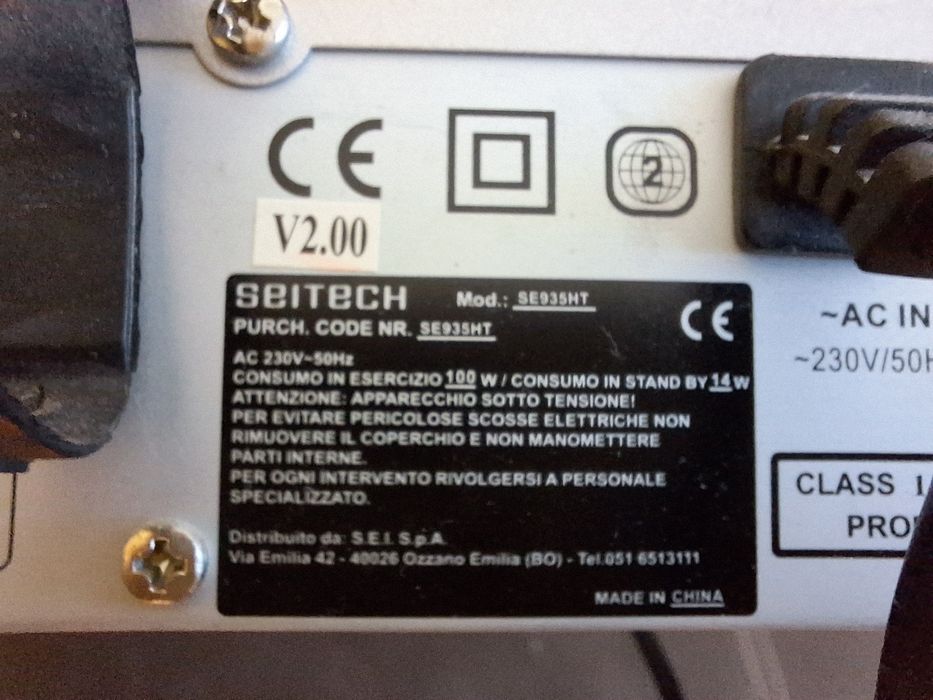 CE
2
V2.00
SEITECH Mod.: SE935HT CE
PURCH. CODE NR. SE935HT
AC 230V~50Hz
CONSUMO IN ESERCIZIO 100 W / CONSUMO IN STAND BY 14 W
ATTENZIONE: APPARECCHIO SOTTO TENSIONE!
PER EVITARE PERICOLOSE SCOSSE ELETTRICHE NON
RIMUOVERE IL COPERCHIO E NON MANOMETTERE
PARTI INTERNE.
PER OGNI INTERVENTO RIVOLGERSI A PERSONALE
SPECIALIZZATO.
Distribuito da: S.E.I. S.p.A.
Via Emilia 42 - 40026 Ozzano Emilia (BO) - Tel.051 6513111
MADE IN CHINA
~AC IN
~230V/50H
CLASS 1
PRO